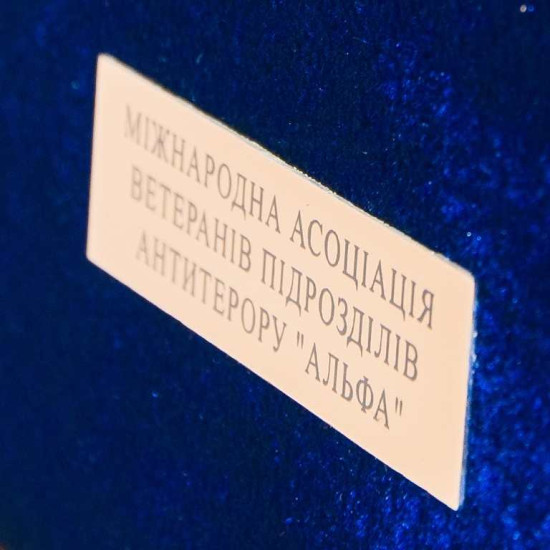 МІЖНАРОДНА АСОЦІАЦІЯ
ВЕТЕРАНІВ ПІДРОЗДІЛІВ
АНТИТЕРОРУ "АЛЬФА"